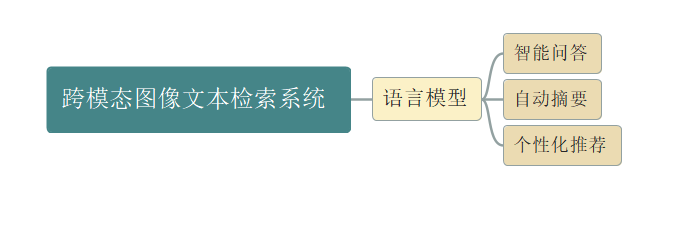 跨模态图像文本检索系统
语言模型
智能问答
自动摘要
个性化推荐